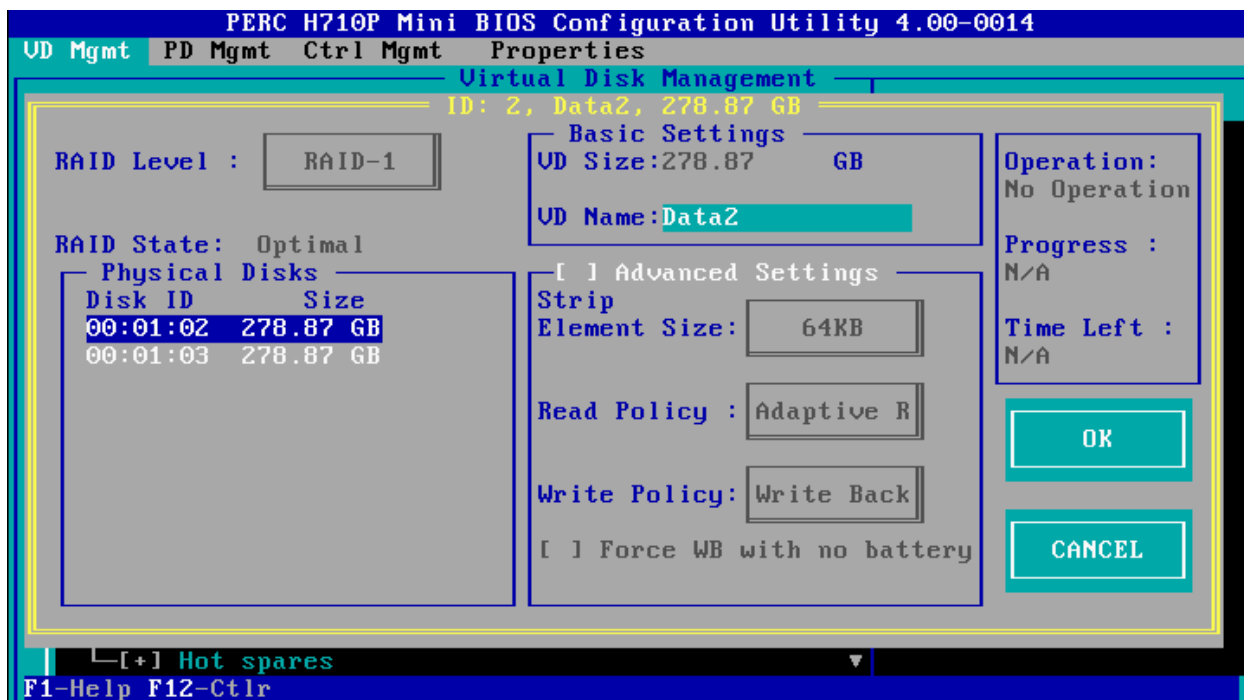 PERC H710P Mini BIOS Configuration Utility 4.00-0014
VD Mgmt PD Mgmt Ctrl Mgmt Properties
Virtual Disk Management
ID: 2, Data2, 278.87 GB
RAID Level : RAID-1
RAID State: Optimal
Physical Disks
Disk ID Size
00:01:02 278.87 GB
00:01:03 278.87 GB
Basic Settings
VD Size:278.87 GB
VD Name:Data2
[ ] Advanced Settings
Strip
Element Size: 64KB
Read Policy : Adaptive R
Write Policy: Write Back
[ ] Force WB with no battery
Operation:
No Operation
Progress :
N/A
Time Left :
N/A
OK
CANCEL
[+] Hot spares
F1-Help F12-Ctlr